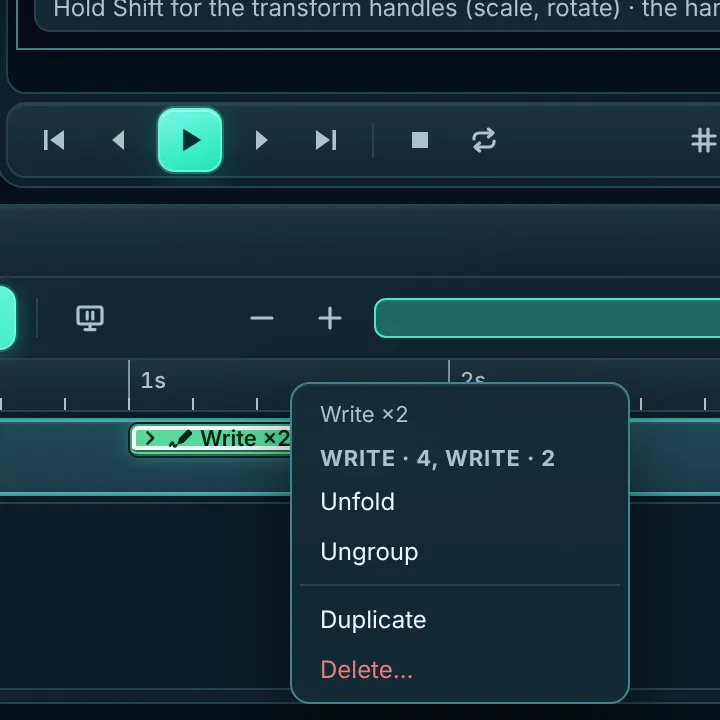 Hold Shift for the transform handles (scale, rotate) · the
1s
2s
Write ×2
Write ×2
WRITE · 4, WRITE · 2
Unfold
Ungroup
Duplicate
Delete...